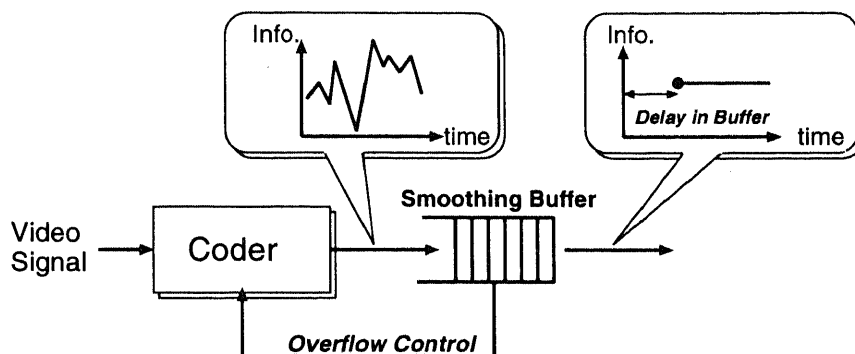 Info.
time
Info.
Delay in Buffer
time
Smoothing Buffer
Video
Signal
Coder
Overflow Control